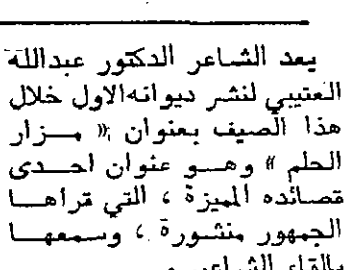 يعد الشاعر الدكتور عبدالله
العتيبي لنشر ديوانه الاول خلال
هذا الصيف بعنوان « مزار
الحلم » وهو عنوان احدى
قصائده المميزة ، التي قراها
الجمهور منشورة ، وسمعها
بالقاء الشاعر